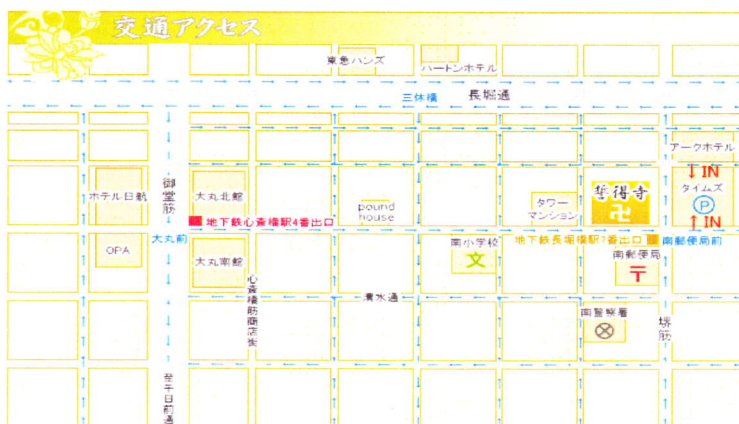 交通アクセス
東急ハンズ
ハートンホテル
三休橋
長堀通
アークホテル
IN
ホテル日航
御堂筋
大丸北館
pound
house
タワー
マンション
誓得寺
卍
タイムズ
P
IN
地下鉄心斎橋駅4番出口
OPA
大丸前
大丸南館
南小学校
文
地下鉄長堀橋駅7番出口
南郵便局前
南郵便局
〒
心斎橋筋商店街
清水通
南警察署
堺筋
至千日前通